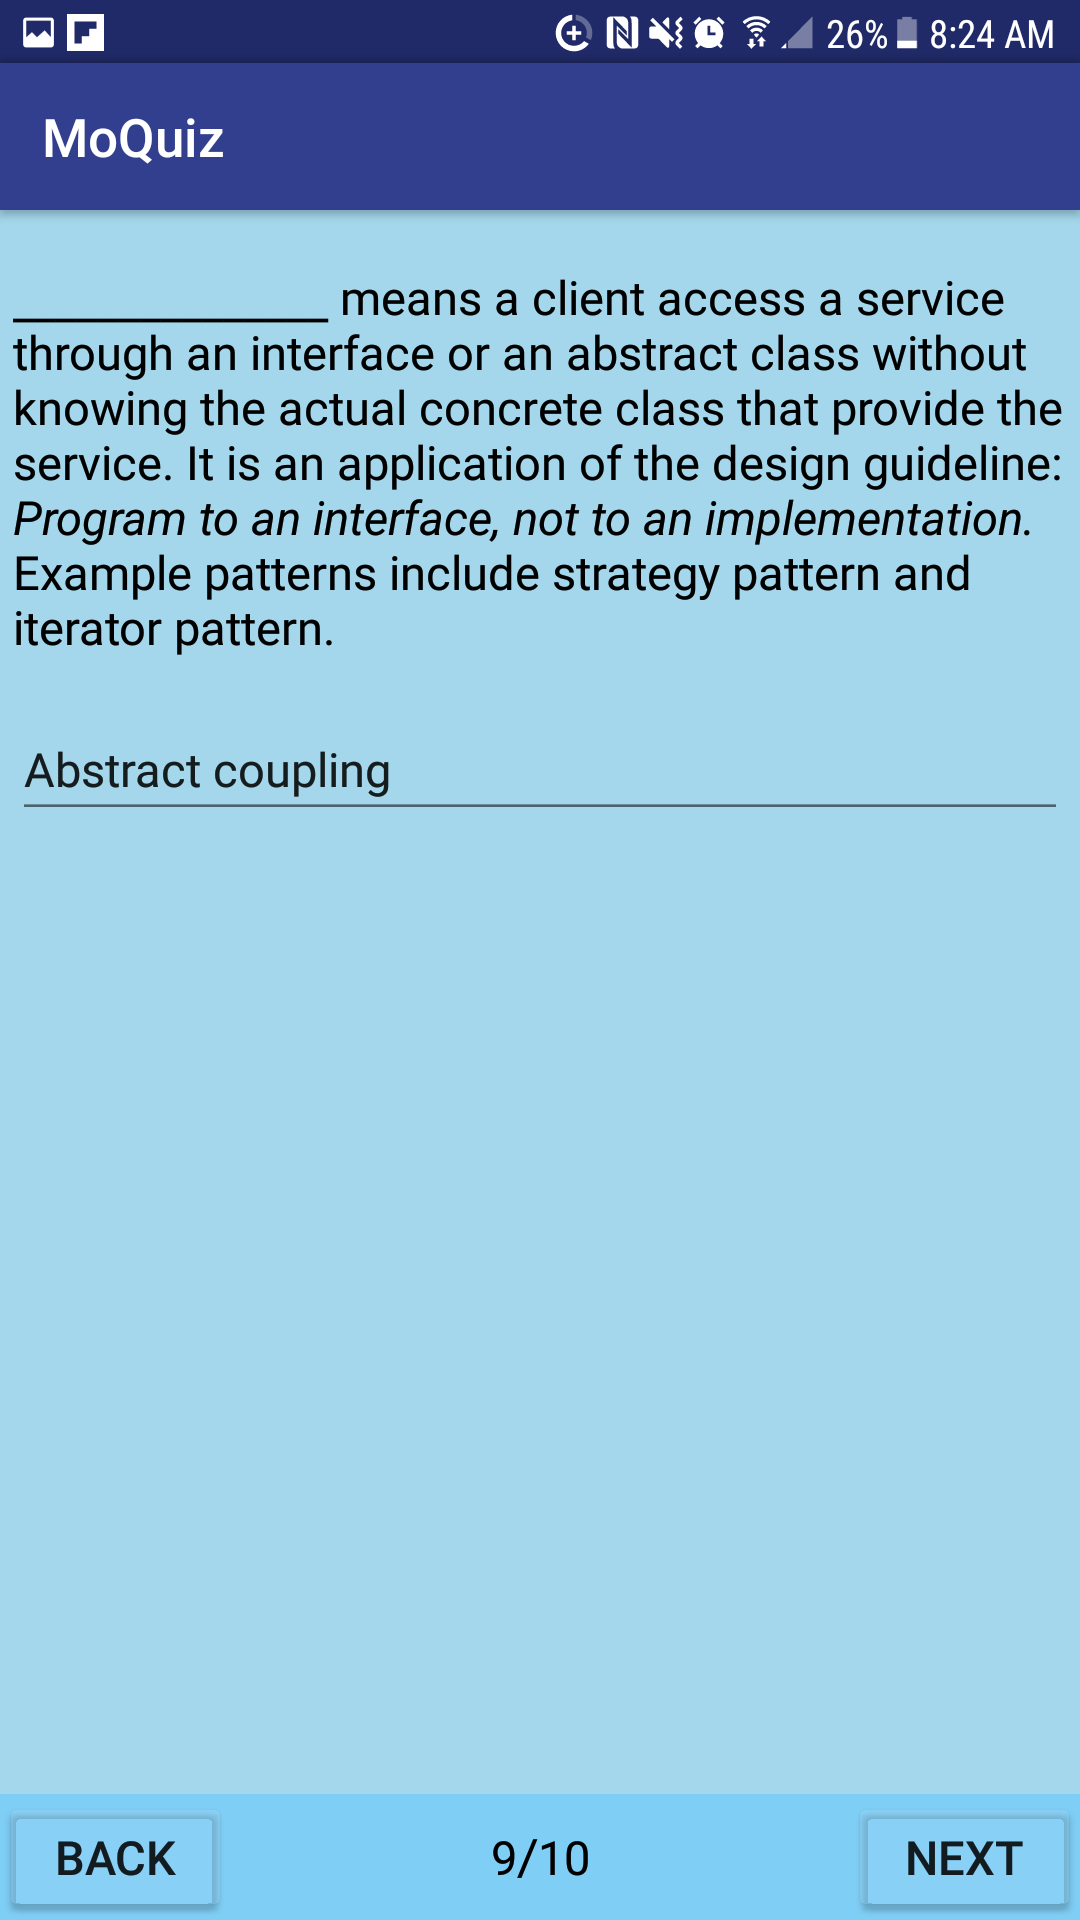 26% 8:24 AM
MoQuiz
______________ means a client access a service
through an interface or an abstract class without
knowing the actual concrete class that provide the
service. It is an application of the design guideline:
Program to an interface, not to an implementation.
Example patterns include strategy pattern and
iterator pattern.
Abstract coupling
BACK 9/10 NEXT